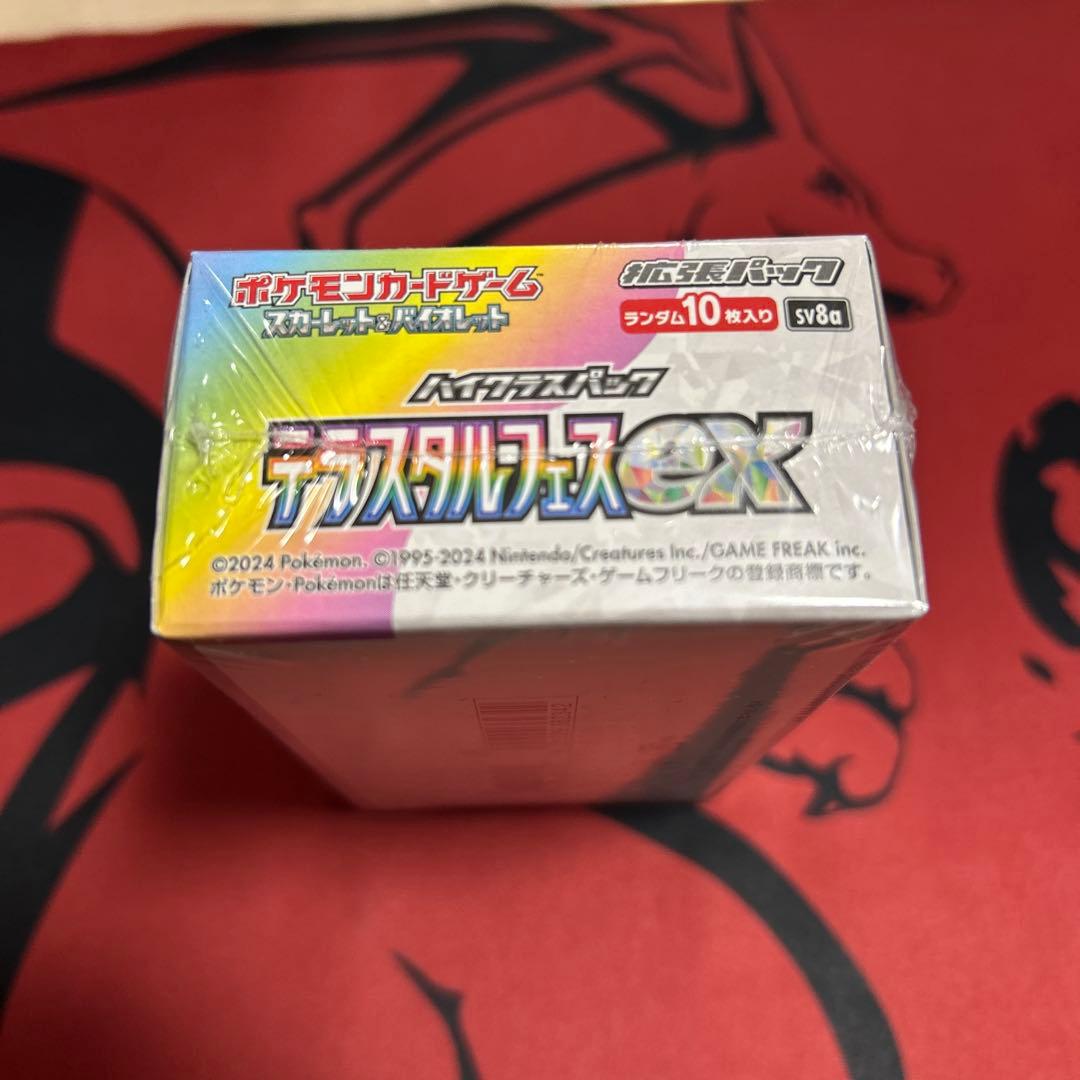 ポケモンカードゲーム™
スカーレット&バイオレット
拡張パック
ランダム10枚入り
sv8a
ハイクラスパック
テラスタルフェスex
©2024 Pokémon. ©1995-2024 Nintendo/Creatures Inc./GAME FREAK inc.
ポケモン・Pokémonは任天堂・クリーチャーズ・ゲームフリークの登録商標です。